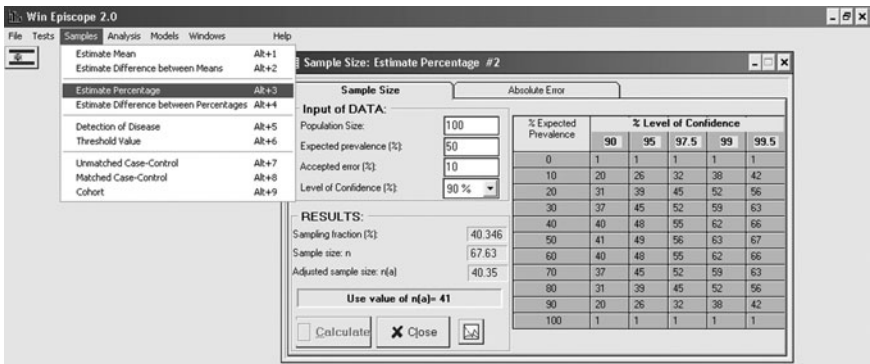 Win Episcope 2.0
File Tests Samples Analysis Models Windows Help
Estimate Mean Alt+1
Estimate Difference between Means Alt+2
Estimate Percentage Alt+3
Estimate Difference between Percentages Alt+4
Detection of Disease Alt+5
Threshold Value Alt+6
Unmatched Case-Control Alt+7
Matched Case-Control Alt+8
Cohort Alt+9
Sample Size: Estimate Percentage #2
Sample Size Absolute Error
Input of DATA:
Population Size: 100
Expected prevalence (%): 50
Accepted error (%): 10
Level of Confidence (%): 90 %
RESULTS:
Sampling fraction (%): 40.346
Sample size: n 67.63
Adjusted sample size: n(a) 40.35
Use value of n(a)= 41
Calculate Close
% Expected Prevalence % Level of Confidence
90 95 97.5 99 99.5
0 1 1 1 1 1
10 20 26 32 38 42
20 31 39 45 52 56
30 37 45 52 59 63
40 40 48 55 62 66
50 41 49 56 63 67
60 40 48 55 62 66
70 37 45 52 59 63
80 31 39 45 52 56
90 20 26 32 38 42
100 1 1 1 1 1